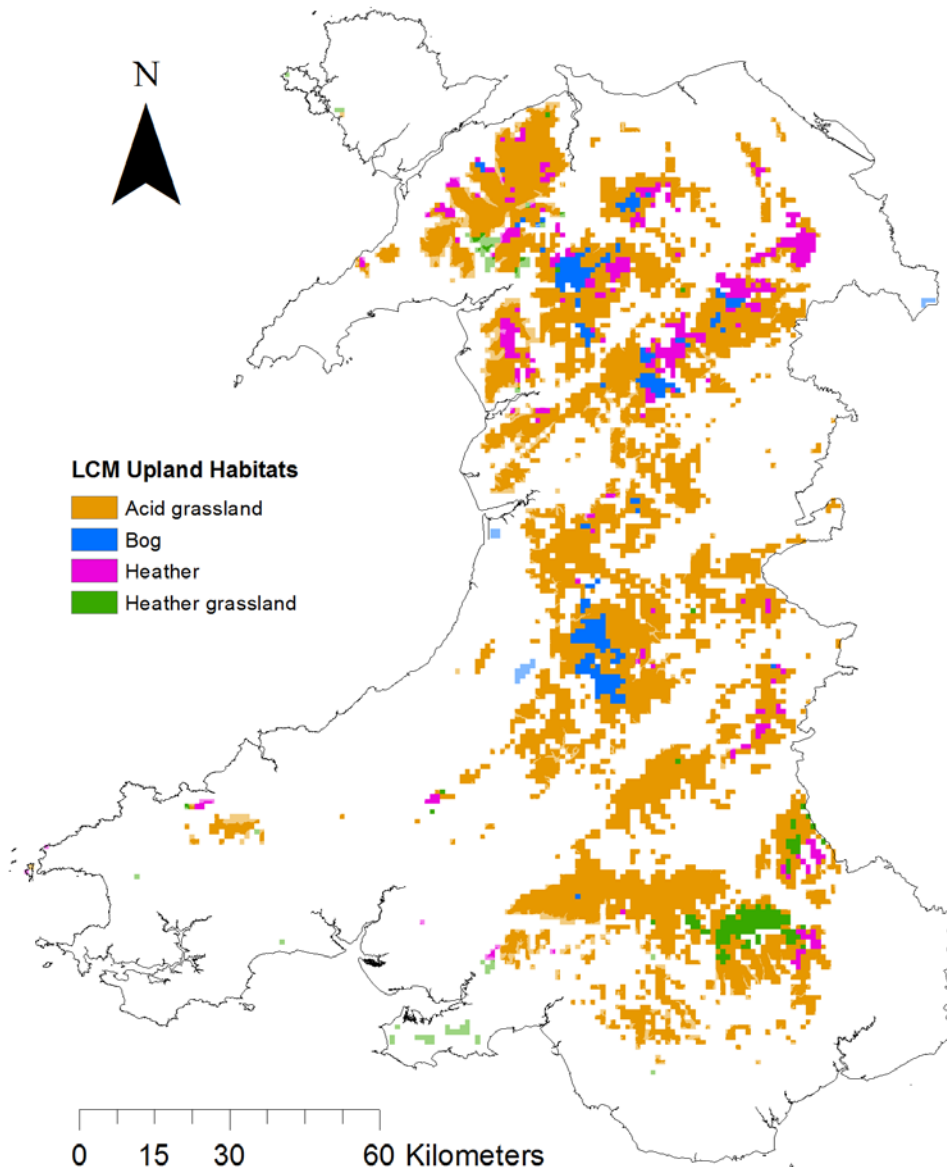 N
LCM Upland Habitats
Acid grassland
Bog
Heather
Heather grassland
0 15 30 60 Kilometers